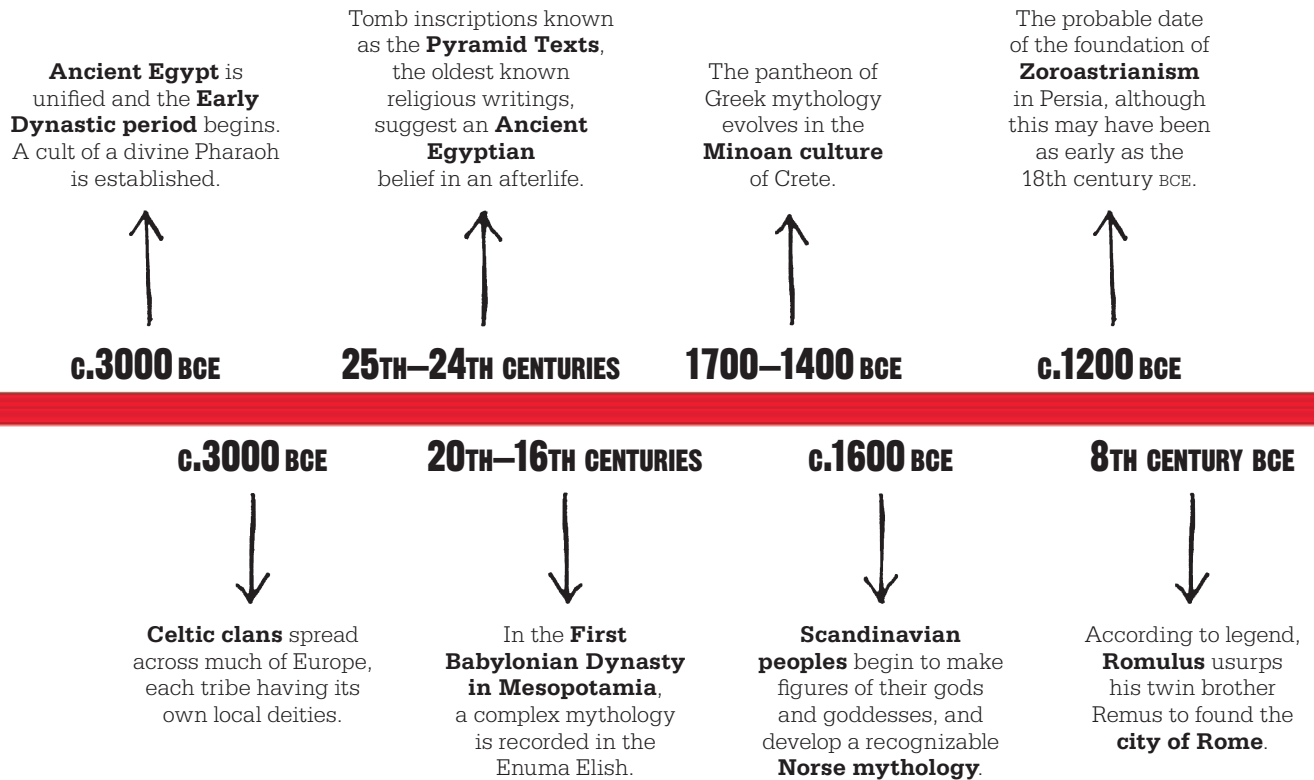 Ancient Egypt is
unified and the Early
Dynastic period begins.
A cult of a divine Pharaoh
is established.
c.3000 BCE
Tomb inscriptions known
as the Pyramid Texts,
the oldest known
religious writings,
suggest an Ancient
Egyptian
belief in an afterlife.
25TH–24TH CENTURIES
The pantheon of
Greek mythology
evolves in the
Minoan culture
of Crete.
1700–1400 BCE
The probable date
of the foundation of
Zoroastrianism
in Persia, although
this may have been
as early as the
18th century BCE.
c.1200 BCE
c.3000 BCE
Celtic clans spread
across much of Europe,
each tribe having its
own local deities.
20TH–16TH CENTURIES
In the First
Babylonian Dynasty
in Mesopotamia,
a complex mythology
is recorded in the
Enuma Elish.
c.1600 BCE
Scandinavian
peoples begin to make
figures of their gods
and goddesses, and
develop a recognizable
Norse mythology.
8TH CENTURY BCE
According to legend,
Romulus usurps
his twin brother
Remus to found the
city of Rome.